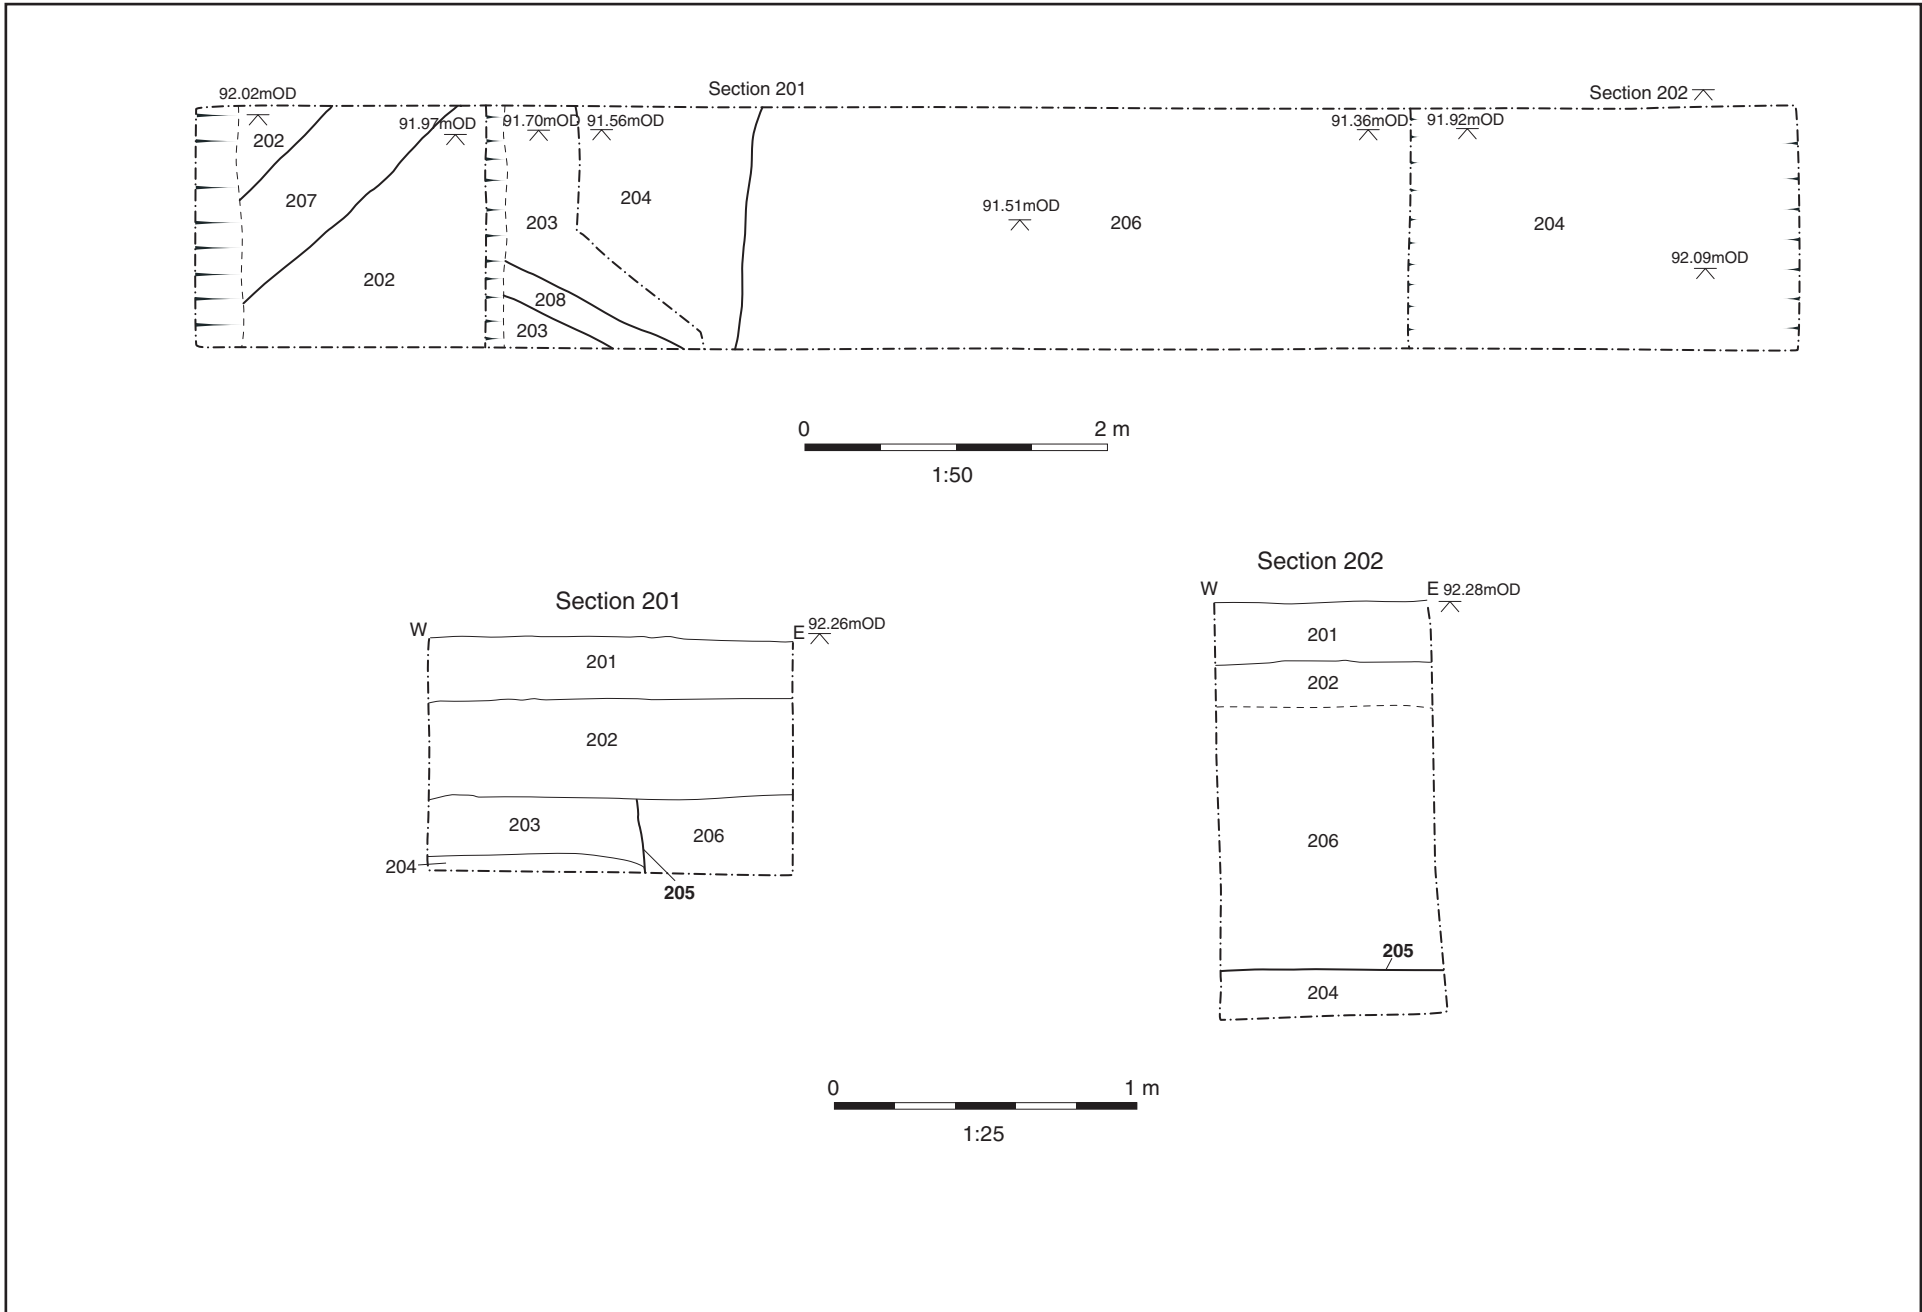 Section 201
Section 202
92.02mOD
91.97mOD
91.70mOD
91.56mOD
91.36mOD
91.92mOD
202
207
204
203
91.51mOD
206
204
92.09mOD
202
208
203
0
2 m
1:50
Section 202
W
E 92.28mOD
Section 201
W
E 92.26mOD
201
201
202
202
203
206
206
204
205
205
204
0
1 m
1:25